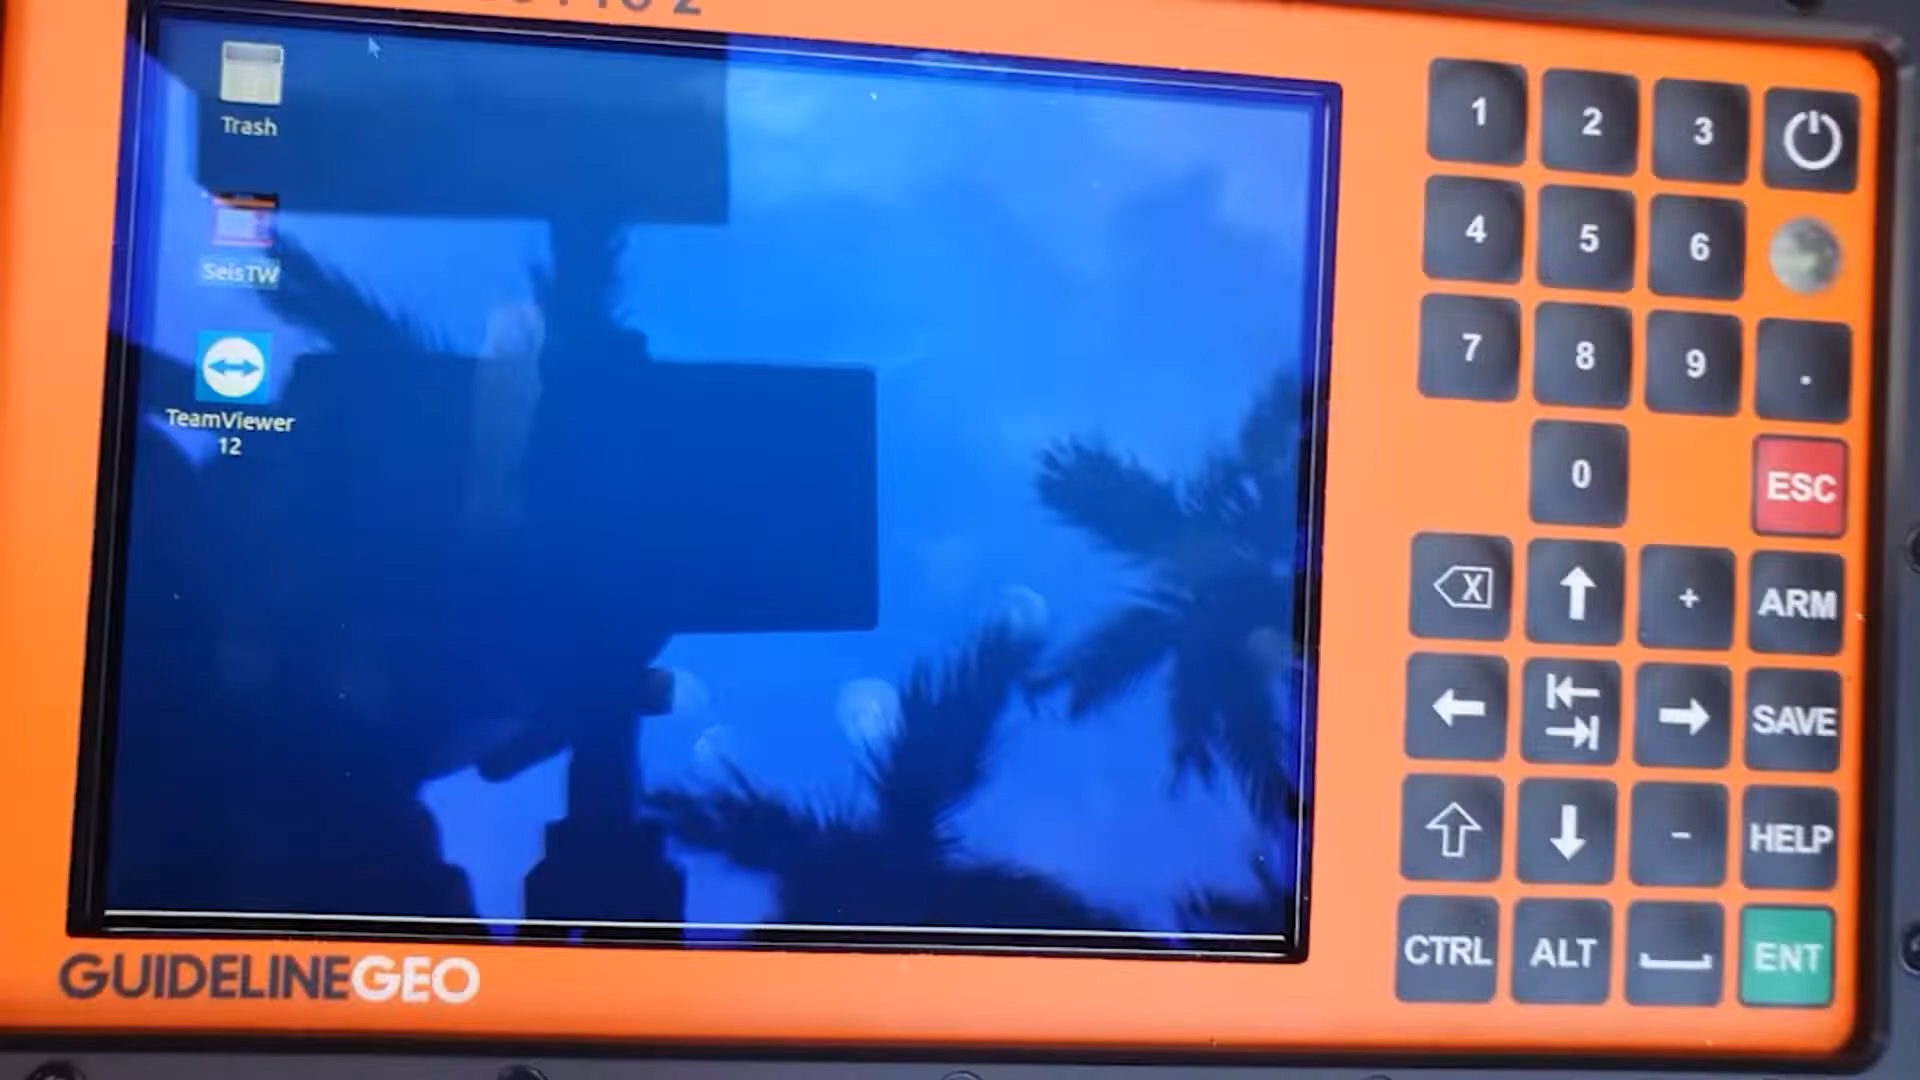 Trash
SeisTW
TeamViewer
12
GUIDELINEGEO
1 2 3
4 5 6
7 8 9 .
0 ESC
X + ARM
SAVE
- HELP
CTRL ALT ENT